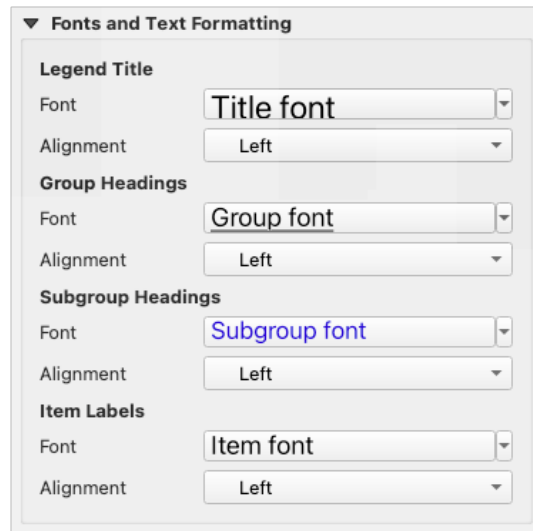 Fonts and Text Formatting
Legend Title
Font Title font
Alignment Left
Group Headings
Font Group font
Alignment Left
Subgroup Headings
Font Subgroup font
Alignment Left
Item Labels
Font Item font
Alignment Left